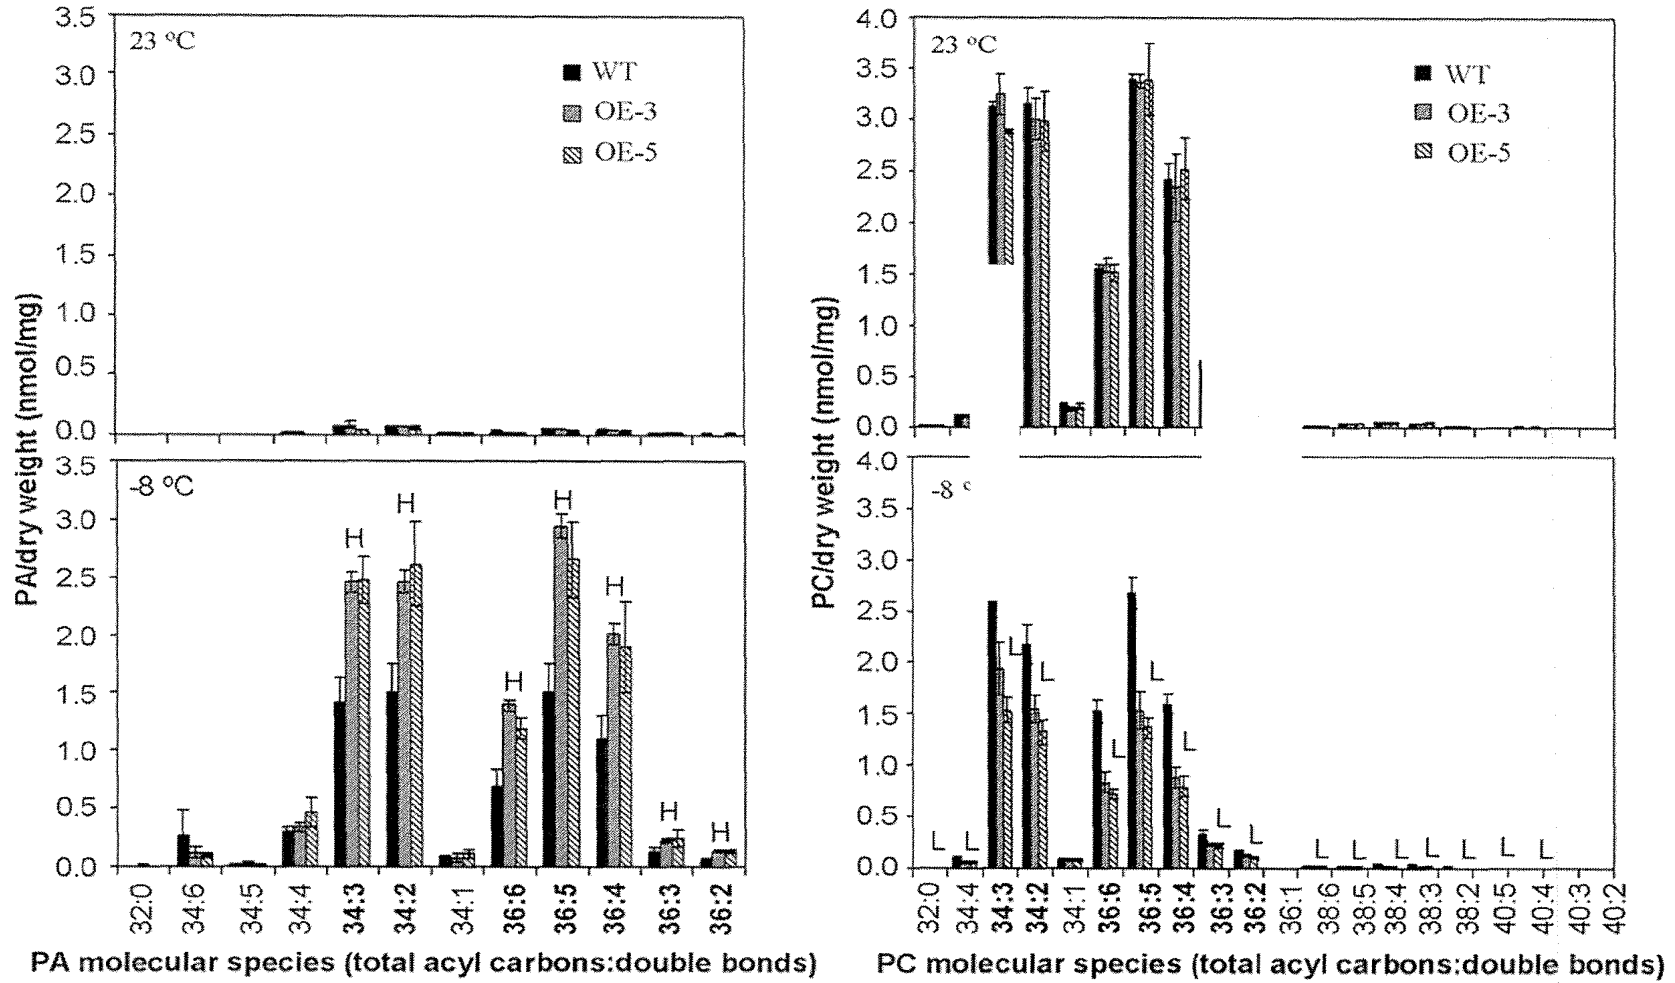 3.5
3.0
2.5
2.0
1.5
1.0
0.5
0.0
23 ºC
WT
OE-3
OE-5
4.0
3.5
3.0
2.5
2.0
1.5
1.0
0.5
0.0
23 ºC
WT
OE-3
OE-5
PA/dry weight (nmol/mg)
PC/dry weight (nmol/mg)
3.5
3.0
2.5
2.0
1.5
1.0
0.5
0.0
-8 ºC
H H H H H H H
4.0
3.5
3.0
2.5
2.0
1.5
1.0
0.5
0.0
-8 º
L L L L L L L L L L L L L L L L
32:0 34:6 34:5 34:4 34:3 34:2 34:1 36:6 36:5 36:4 36:3 36:2
32:0 34:4 34:3 34:2 34:1 36:6 36:5 36:4 36:3 36:2 36:1 38:6 38:5 38:4 38:3 38:2 40:5 40:4 40:3 40:2
PA molecular species (total acyl carbons:double bonds)
PC molecular species (total acyl carbons:double bonds)